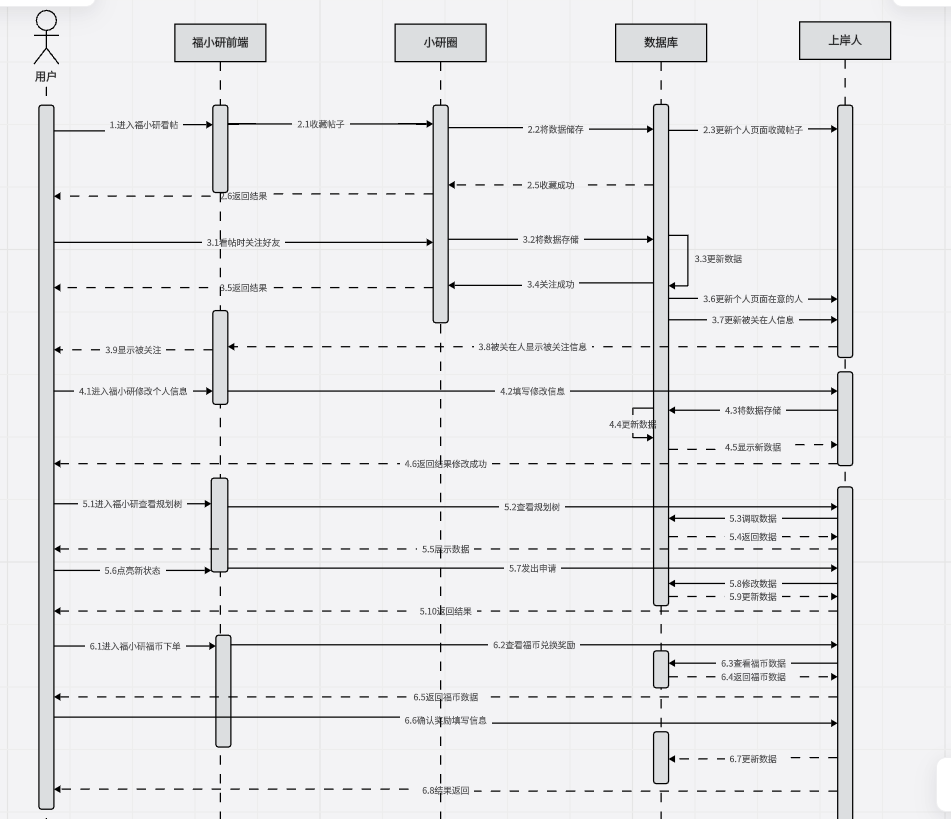 福小研前端
小研圈
数据库
上岸人
用户
1.进入福小研看帖
2.1收藏帖子
2.2将数据储存
2.3更新个人页面收藏帖子
2.5收藏成功
2.6返回结果
3.1看帖时关注好友
3.2将数据存储
3.3更新数据
3.4关注成功
3.5返回结果
3.6更新个人页面在意的人
3.7更新被关在人信息
3.8被关在人显示被关注信息
3.9显示被关注
4.1进入福小研修改个人信息
4.2填写修改信息
4.3将数据存储
4.4更新数据
4.5显示新数据
4.6返回结果修改成功
5.1进入福小研查看规划树
5.2查看规划树
5.3调取数据
5.4返回数据
5.5显示数据
5.6点亮新状态
5.7发出申请
5.8修改数据
5.9更新数据
5.10返回结果
6.1进入福小研福币下单
6.2查看福币兑换奖励
6.3查看福币数据
6.4返回福币数据
6.5返回福币数据
6.6确认奖励填写信息
6.7更新数据
6.8结果返回